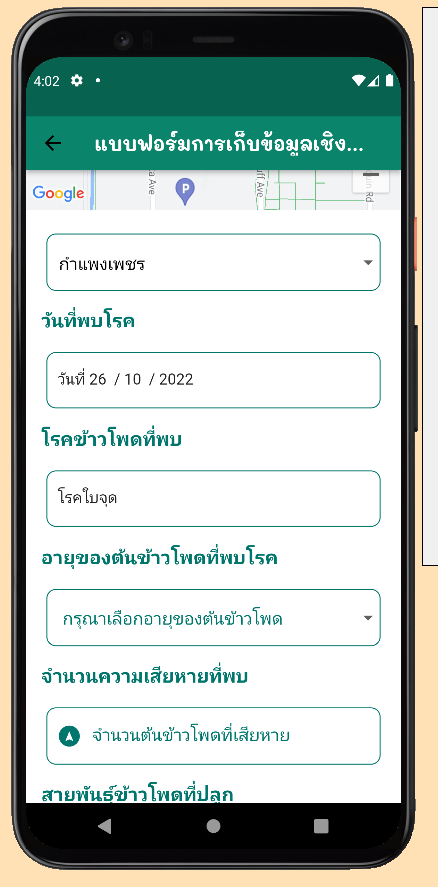 4:02
แบบฟอร์มการเก็บข้อมูลเชิง...
Google
P
กำแพงเพชร
วันที่พบโรค
วันที่ 26 / 10 / 2022
โรคข้าวโพดที่พบ
โรคใบจุด
อายุของต้นข้าวโพดที่พบโรค
กรุณาเลือกอายุของต้นข้าวโพด
จำนวนความเสียหายที่พบ
จำนวนต้นข้าวโพดที่เสียหาย
สายพันธุ์ข้าวโพดที่ปลูก